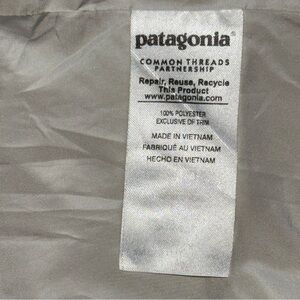 patagonia®
COMMON THREADS
PARTNERSHIP
Repair, Reuse, Recycle
This Product
www.patagonia.com
100% POLYESTER
EXCLUSIVE OF TRIM
MADE IN VIETNAM
FABRIQUÉ AU VIETNAM
HECHO EN VIETNAM